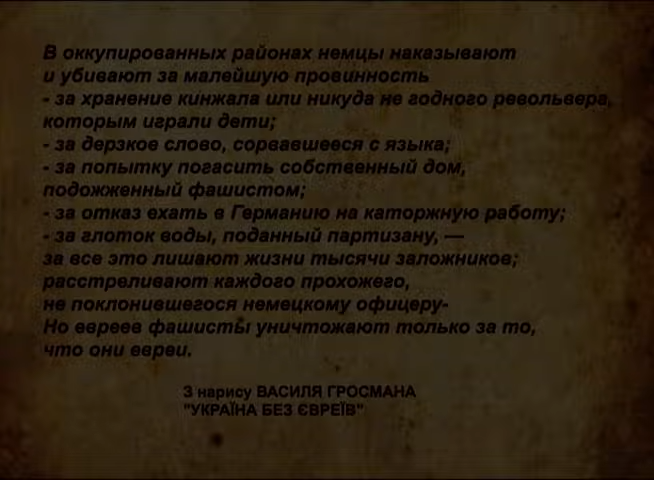 В оккупированных районах немцы наказывают
и убивают за малейшую провинность
- за хранение кинжала или никуда не годного револьвера,
которым играли дети;
- за дерзкое слово, сорвавшееся с языка;
- за попытку погасить собственный дом,
подожженный фашистом;
- за отказ ехать в Германию на каторжную работу;
- за глоток воды, поданный партизану, —
за все это лишают жизни тысячи заложников;
расстреливают каждого прохожего,
не поклонившегося немецкому офицеру-
Но евреев фашисты уничтожают только за то,
что они евреи.
З нарису ВАСИЛЯ ГРОСМАНА
"УКРАЇНА БЕЗ ЄВРЕЇВ"